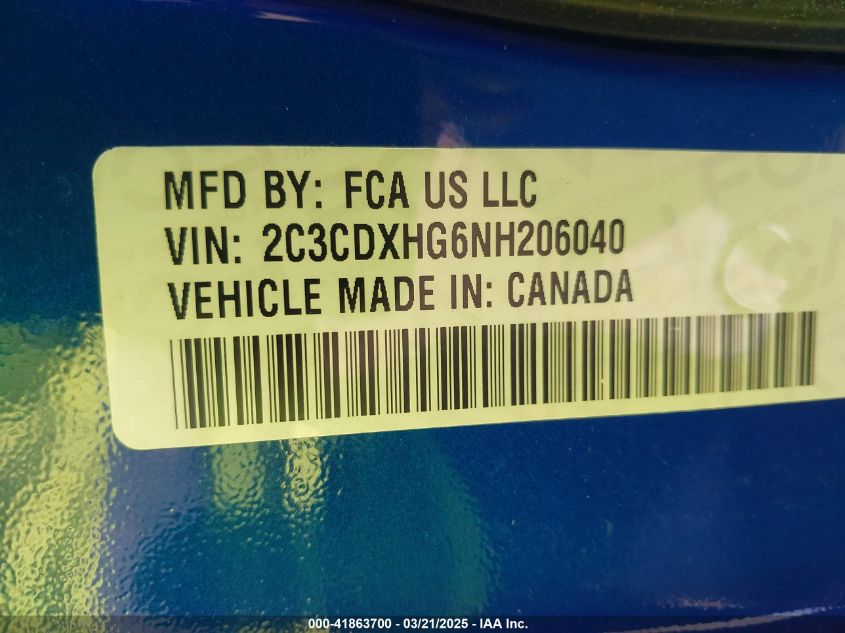 MFD BY: FCA US LLC
VIN: 2C3CDXHG6NH206040
VEHICLE MADE IN: CANADA
000-41863700 - 03/21/2025 - IAA Inc.